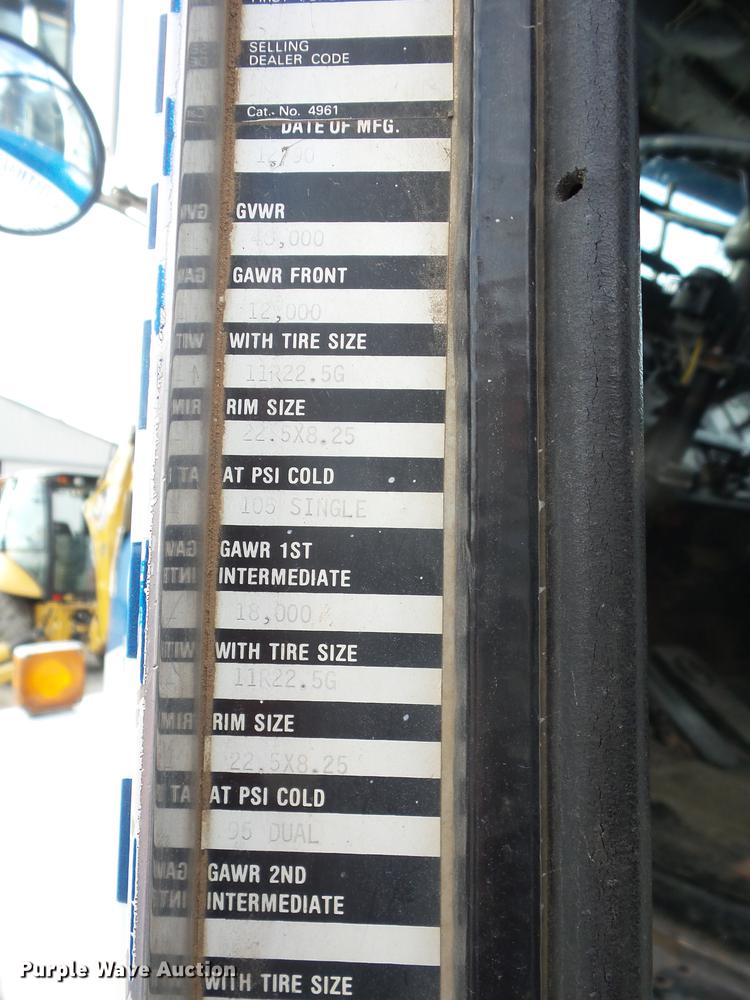 SELLING
DEALER CODE
Cat. No. 4961
DATE OF MFG.
GVWR
GAWR FRONT
12,000
WITH TIRE SIZE
11R22.5G
RIM SIZE
22.5X8.25
AT PSI COLD
105 SINGLE
GAWR 1ST
INTERMEDIATE
18,000
WITH TIRE SIZE
11R22.5G
RIM SIZE
22.5X8.25
AT PSI COLD
95 DUAL
GAWR 2ND
INTERMEDIATE
WITH TIRE SIZE
Purple Wave Auction